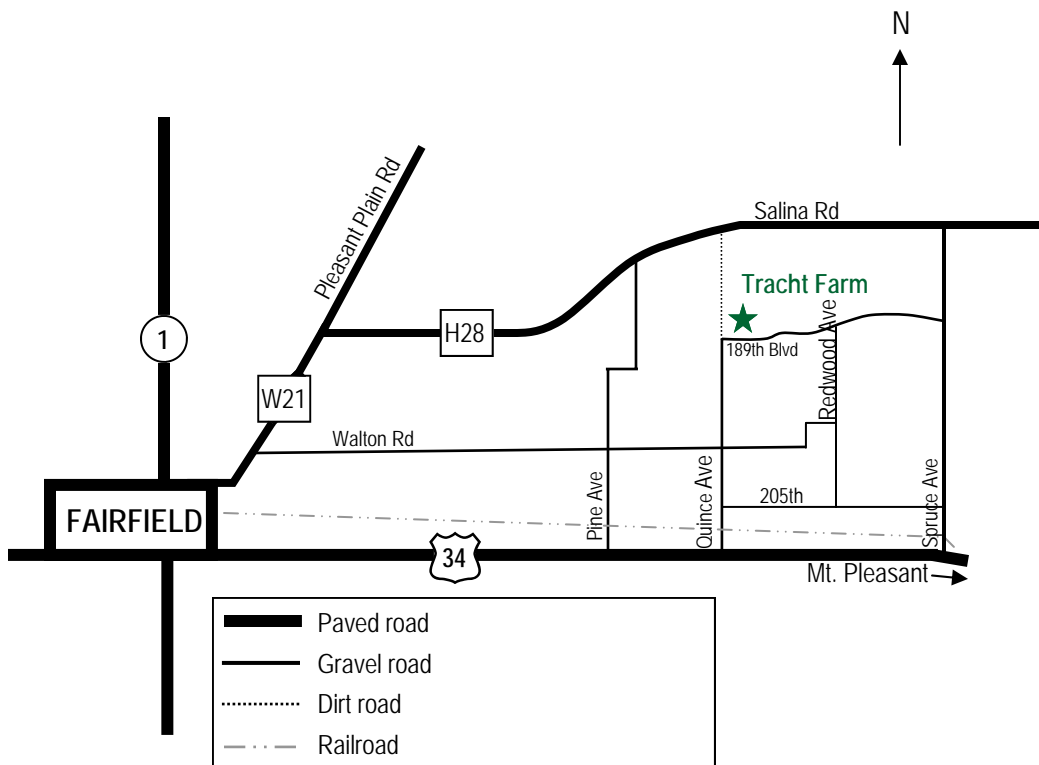 N
Pleasant Plain Rd
Salina Rd
Tracht Farm
1
H28
189th Blvd
Redwood Ave
W21
Walton Rd
Pine Ave
Quince Ave
205th
Spruce Ave
FAIRFIELD
34
Mt. Pleasant
Paved road
Gravel road
Dirt road
Railroad